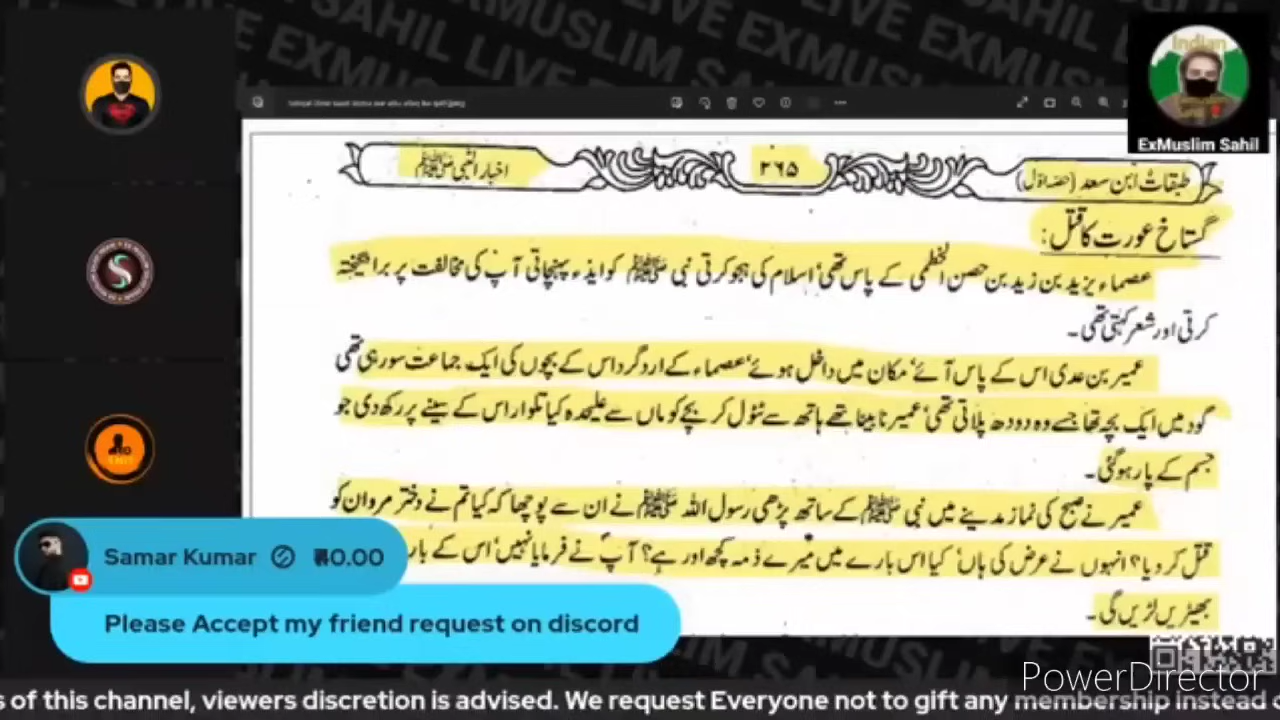 ExMuslim Sahil
طبقات ابن سعد (حصّہ اوّل)
۲۶۵
اخبار النبی ﷺ
گستاخ عورت کا قتل:
عصماء یزید بن زید بن حصن الخطمی کے پاس تھی' اسلام کی ہجو کرتی نبی ﷺ کو ایذء پہنچاتی آپ کی مخالفت پر برا یختہ
کرتی اور شعر کہتی تھی۔
عمیر بن عدی اس کے پاس آئے' مکان میں داخل ہوئے' عصماء کے اردگرد اس کے بچوں کی ایک جماعت سو رہی تھی
گود میں ایک بچہ تھا جسے وہ دودھ پلاتی تھی' عمیر نابینا تھے ہاتھ سے ٹٹول کر بچے کو ماں سے علیحدہ کیا تلوار اس کے سینے پر رکھ دی جو
جسم کے پار ہو گئی۔
عمیر نے صبح کی نماز مدینے میں نبی ﷺ کے ساتھ پڑھی رسول اللہ ﷺ نے ان سے پوچھا کہ کیا تم نے دختر مروان کو
قتل کر دیا؟ انہوں نے عرض کی ہاں' کیا اس بارے میں میرے ذمہ کچھ اور ہے؟ آپ نے فرمایا نہیں' اس کے بار
بھیڑیں لڑیں گی۔
Samar Kumar ₪0.00
Please Accept my friend request on discord
PowerDirector
s of this channel, viewers discretion is advised. We request Everyone not to gift any membership instead